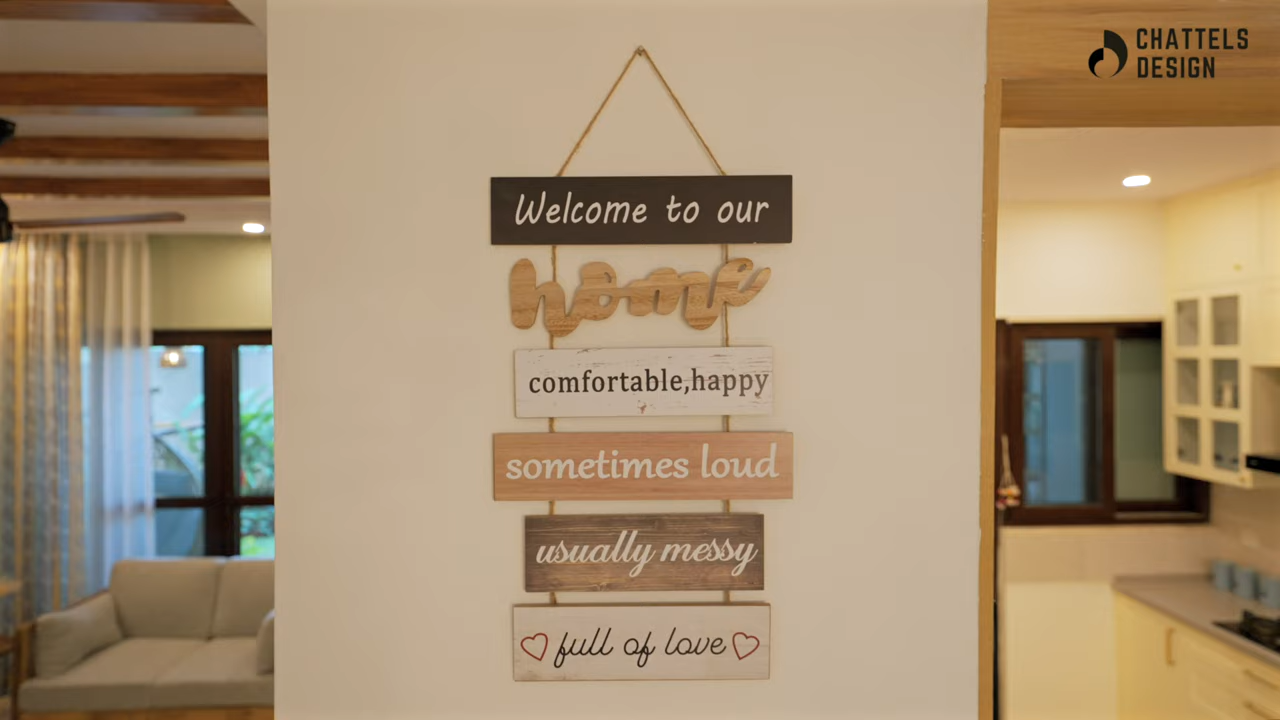 CHATTELS
DESIGN
Welcome to our
home
comfortable,happy
sometimes loud
usually messy
full of love